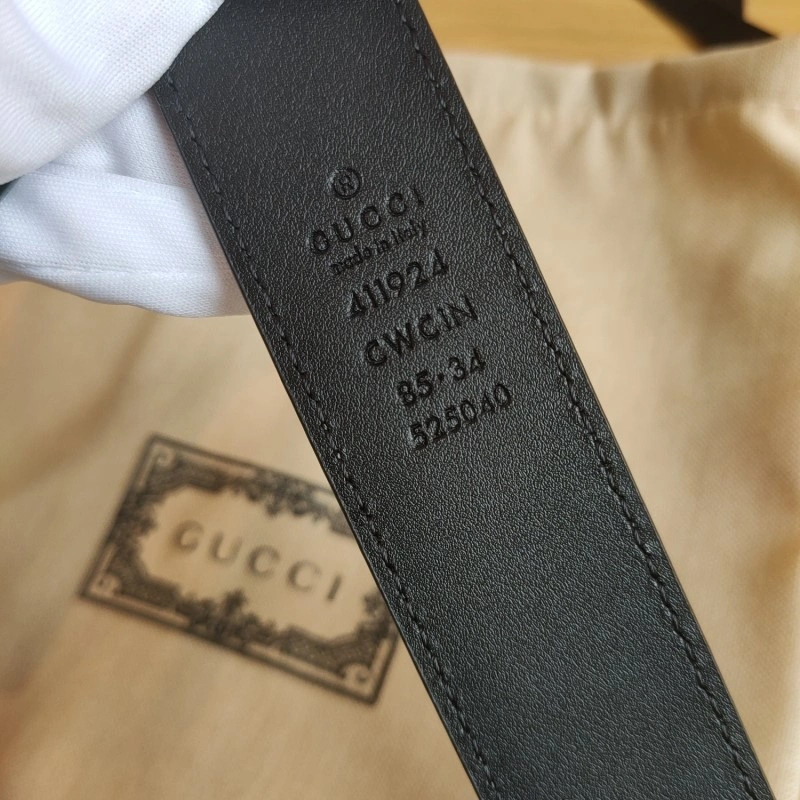 ®
GUCCI
made in italy
411924
CWC1N
85·34
525040
GUCCI